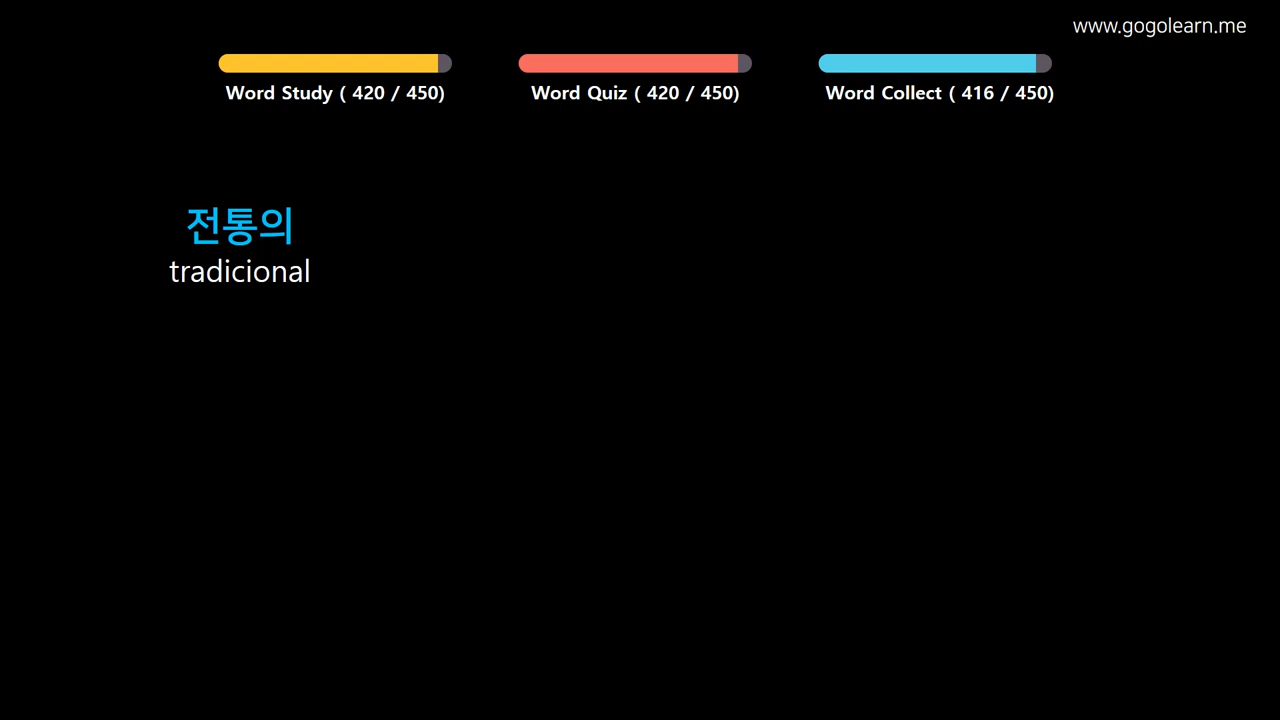 www.gogolearn.me
Word Study ( 420 / 450)
Word Quiz ( 420 / 450)
Word Collect ( 416 / 450)
전통의
tradicional